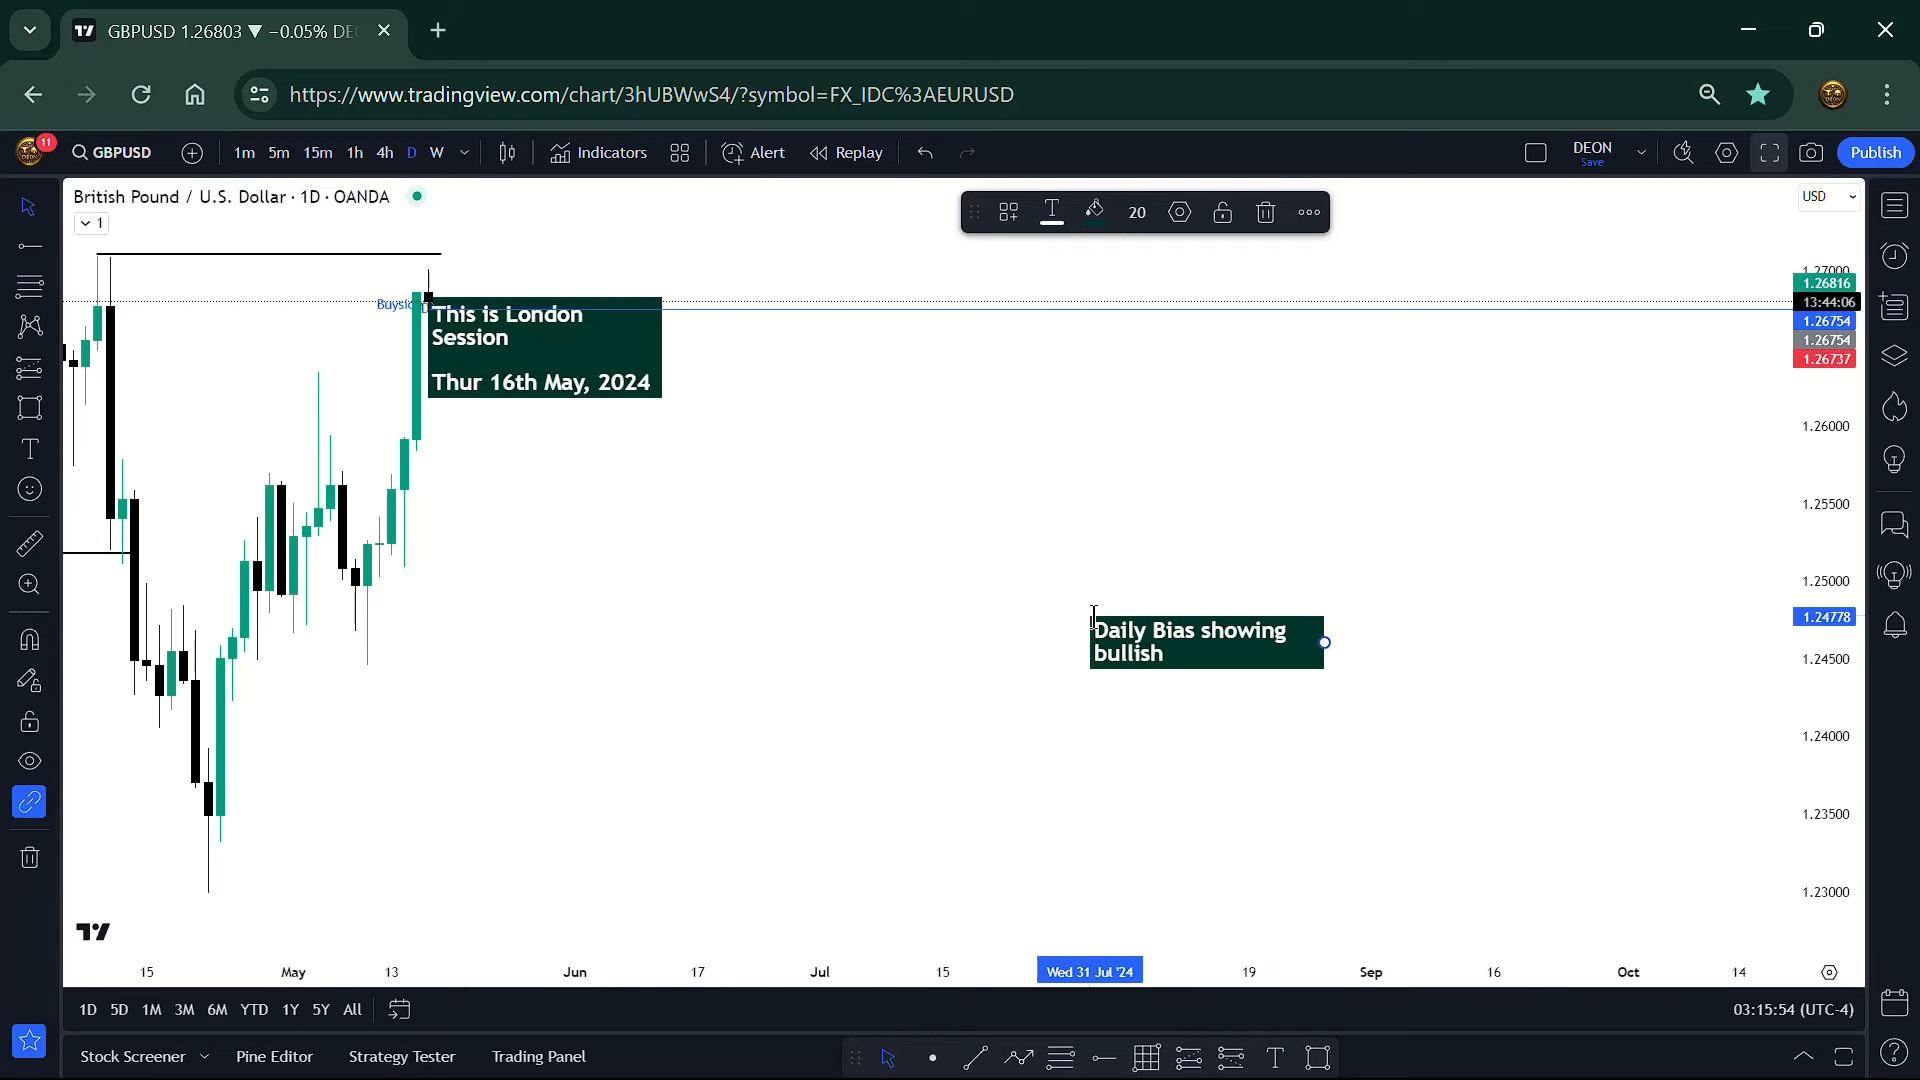 GBPUSD 1.26803 ▼ −0.05% DE
https://www.tradingview.com/chart/3hUBWwS4/?symbol=FX_IDC%3AEURUSD
11
GBPUSD
1m 5m 15m 1h 4h D W
Indicators
Alert
Replay
DEON
Save
Publish
British Pound / U.S. Dollar · 1D · OANDA
1
20
USD
1.27000
1.26816
13:44:06
1.26754
1.26754
1.26737
This is London
Session
Thur 16th May, 2024
1.26000
1.25500
1.25000
1.24778
Daily Bias showing
bullish
1.24500
1.24000
1.23500
1.23000
15 May 13 Jun 17 Jul 15 Wed 31 Jul '24 19 Sep 16 Oct 14
1D 5D 1M 3M 6M YTD 1Y 5Y All
03:15:54 (UTC-4)
Stock Screener Pine Editor Strategy Tester Trading Panel